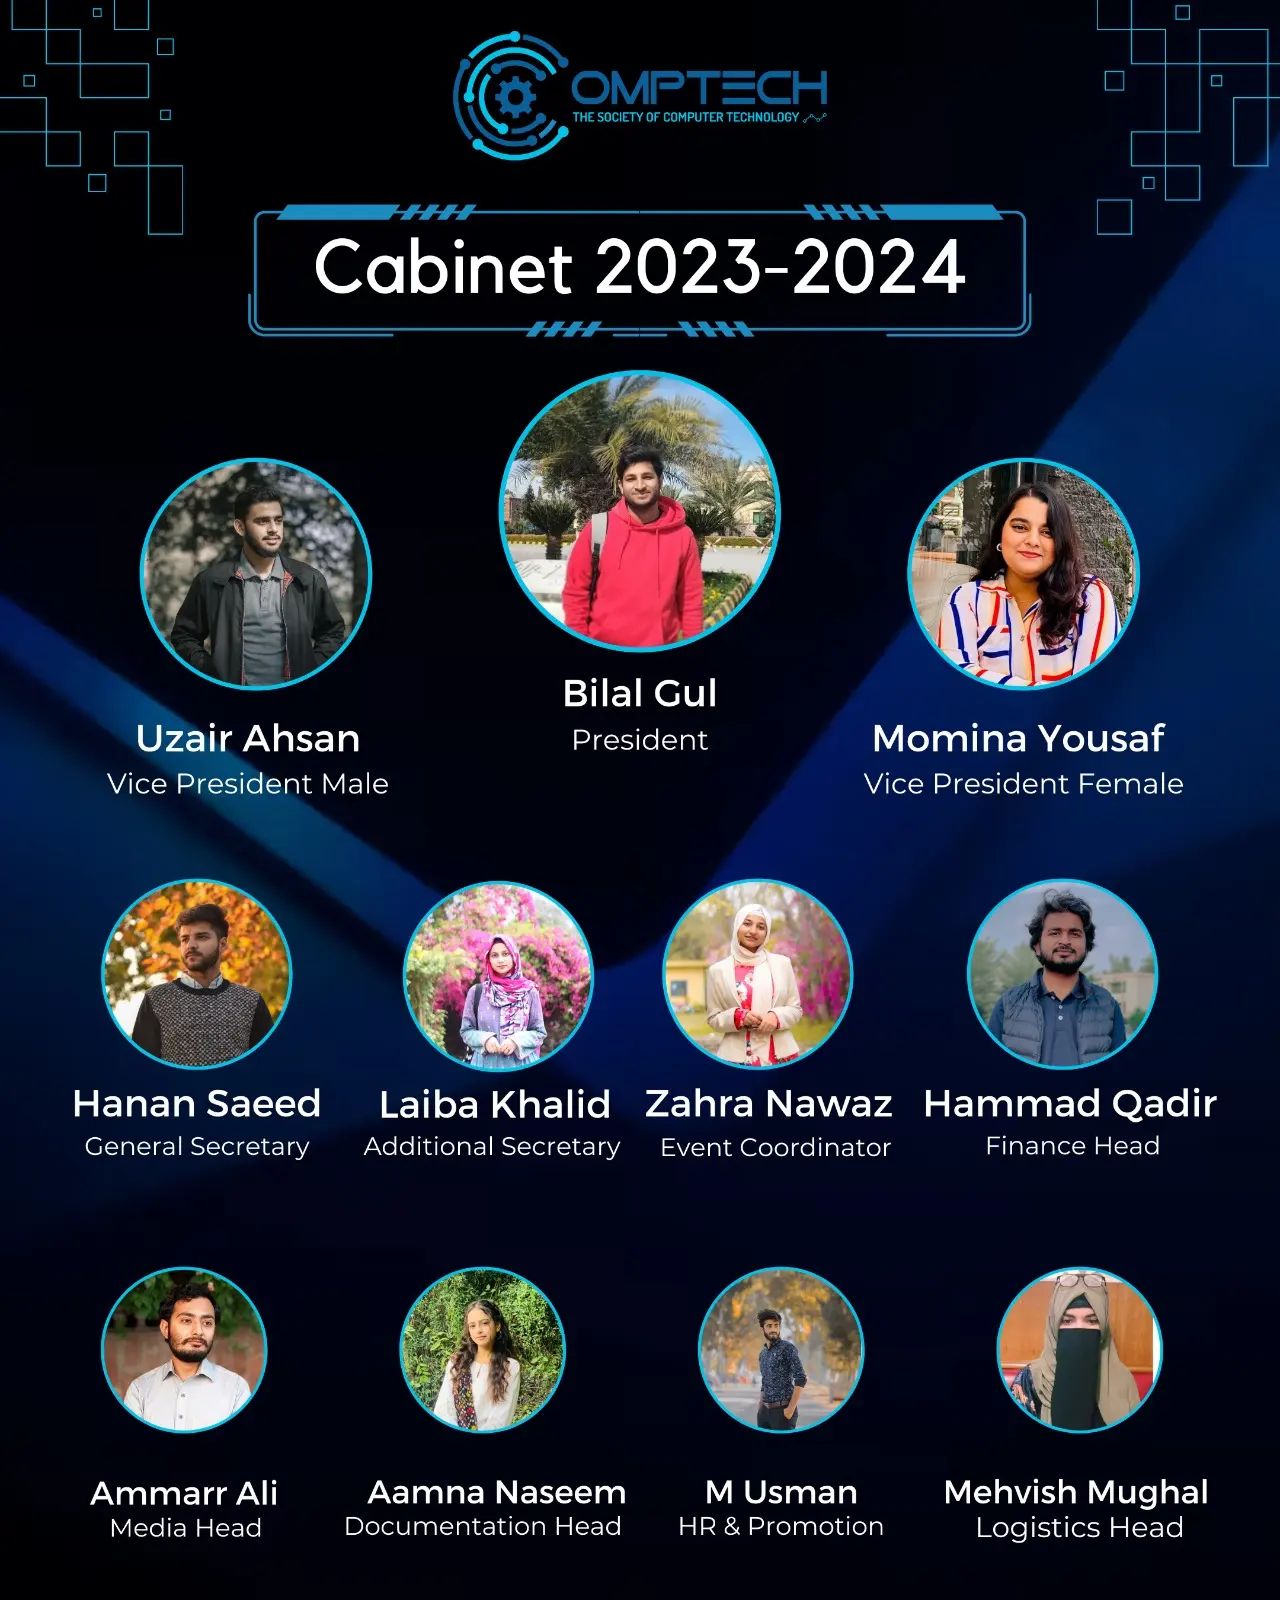 COMPTECH
THE SOCIETY OF COMPUTER TECHNOLOGY
Cabinet 2023-2024
Bilal Gul
President
Uzair Ahsan
Vice President Male
Momina Yousaf
Vice President Female
Hanan Saeed
General Secretary
Laiba Khalid
Additional Secretary
Zahra Nawaz
Event Coordinator
Hammad Qadir
Finance Head
Ammarr Ali
Media Head
Aamna Naseem
Documentation Head
M Usman
HR & Promotion
Mehvish Mughal
Logistics Head